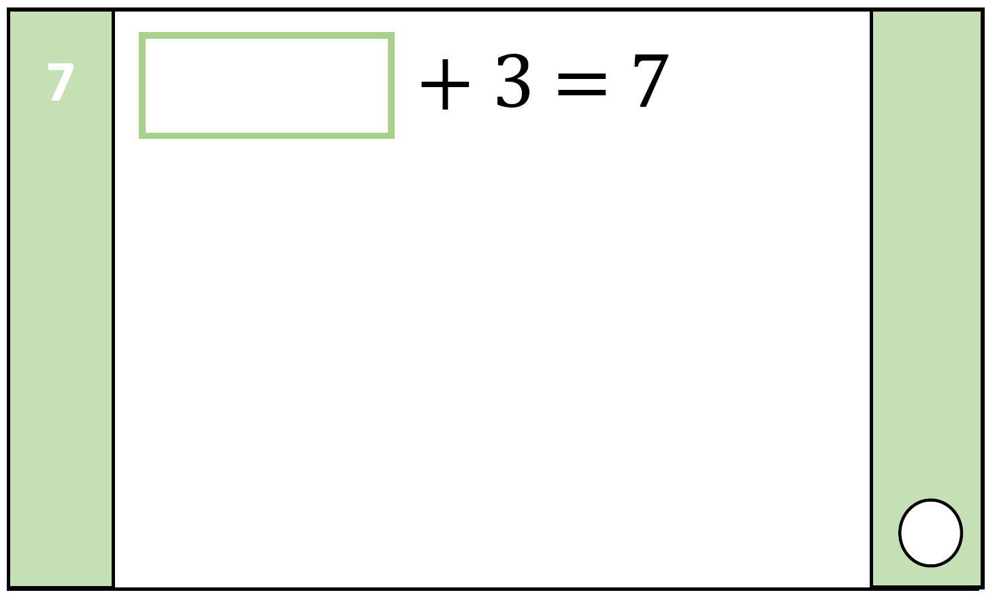 7
+ 3 = 7